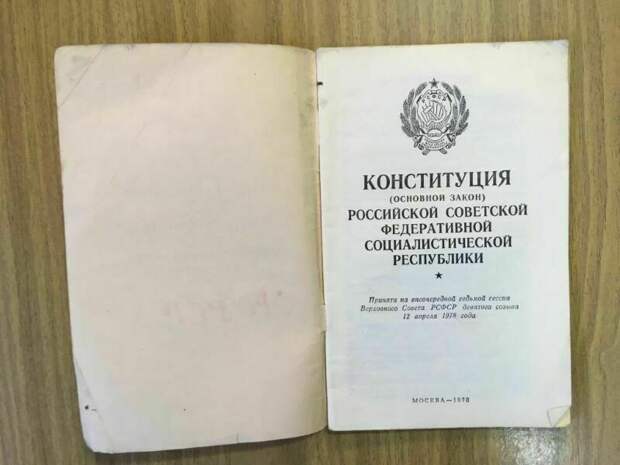 КОНСТИТУЦИЯ
(ОСНОВНОЙ ЗАКОН)
РОССИЙСКОЙ СОВЕТСКОЙ
ФЕДЕРАТИВНОЙ
СОЦИАЛИСТИЧЕСКОЙ
РЕСПУБЛИКИ
Принята на внеочередной седьмой сессии
Верховного Совета РСФСР девятого созыва
12 апреля 1978 года
МОСКВА—1978